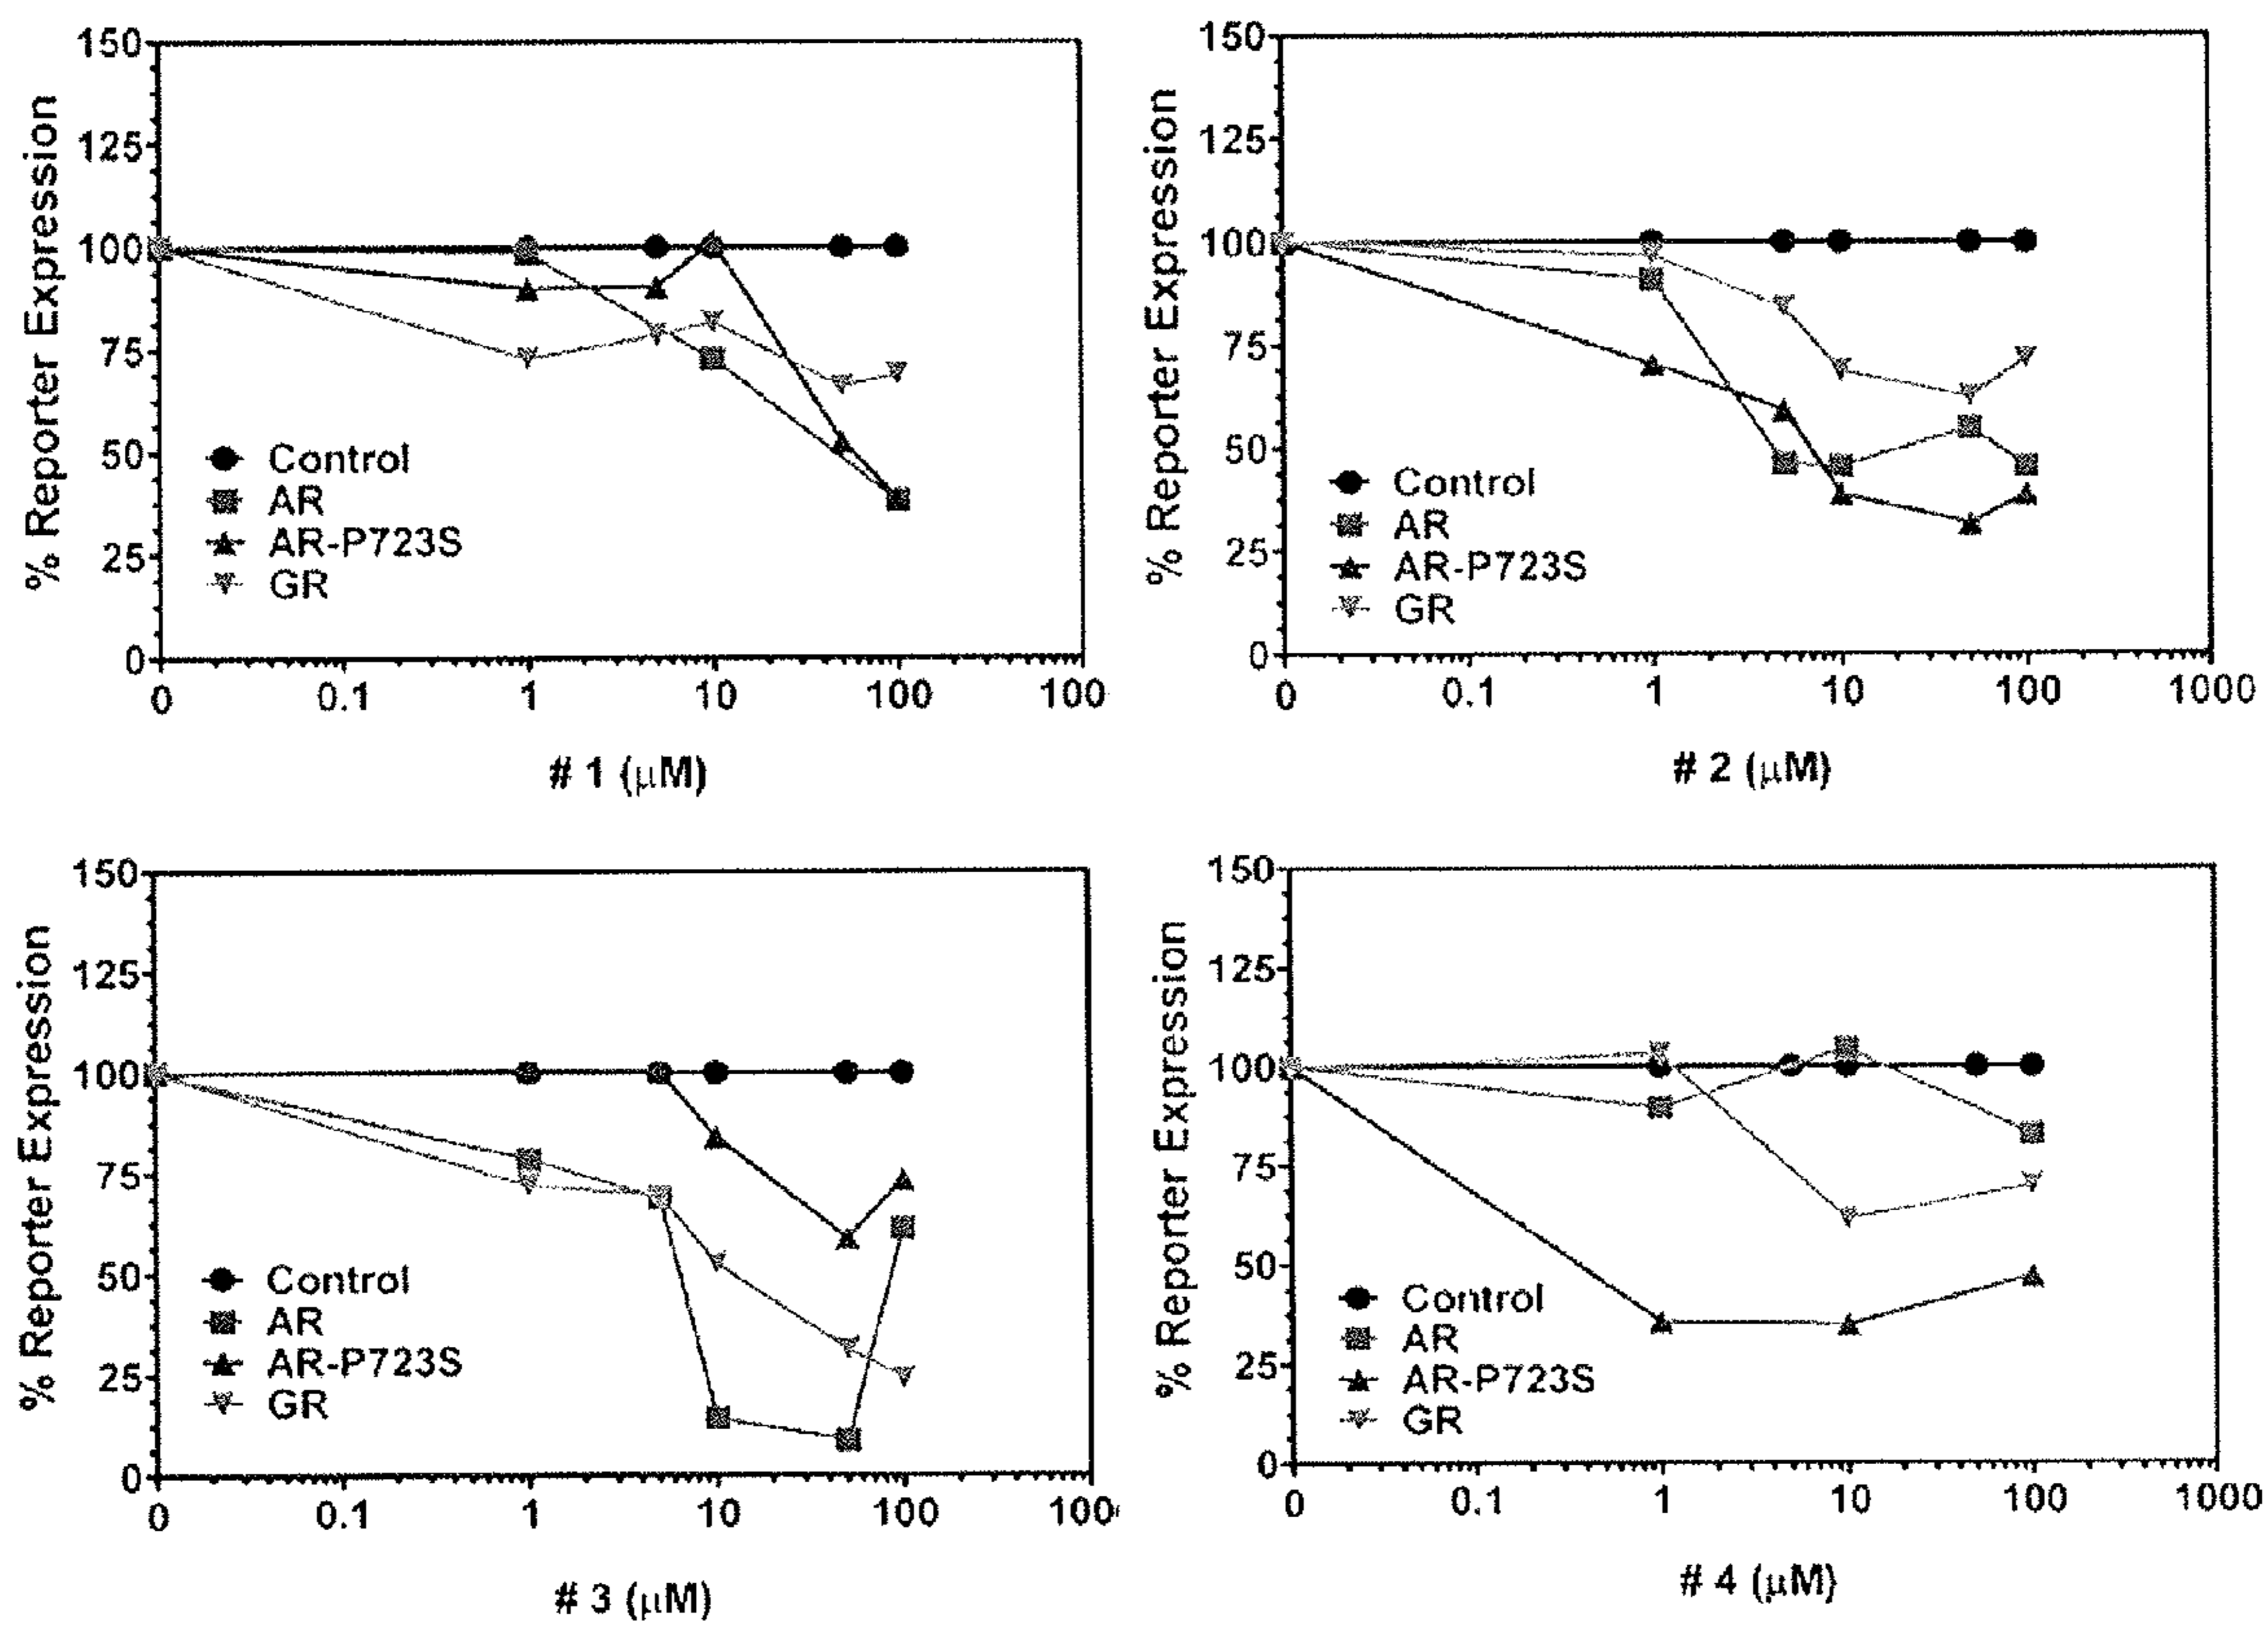 % Reporter Expression
150
125
100
75
50
25
0
Control
AR
AR-P723S
GR
0 0.1 1 10 100 100
# 1 (µM)
% Reporter Expression
150
125
100
75
50
25
0
Control
AR
AR-P723S
GR
0 0.1 1 10 100 1000
# 2 (µM)
% Reporter Expression
150
125
100
75
50
25
0
Control
AR
AR-P723S
GR
0 0.1 1 10 100 100
# 3 (µM)
% Reporter Expression
150
125
100
75
50
25
0
Control
AR
AR-P723S
GR
0 0.1 1 10 100 1000
# 4 (µM)